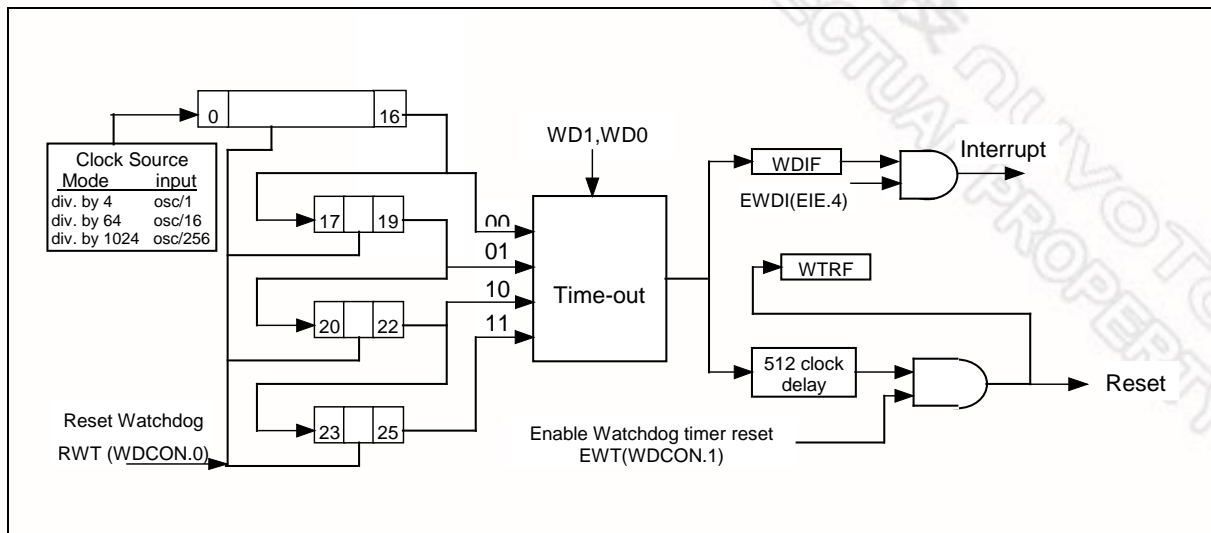 0 16
Clock Source
Mode input
div. by 4 osc/1
div. by 64 osc/16
div. by 1024 osc/256
17 19
20 22
23 25
Reset Watchdog
RWT (WDCON.0)
WD1,WD0
00
01
10
11
Time-out
WDIF
EWDI(EIE.4)
Interrupt
WTRF
512 clock
delay
Reset
Enable Watchdog timer reset
EWT(WDCON.1)
NUVOTO
ECTUAL PROPERTY